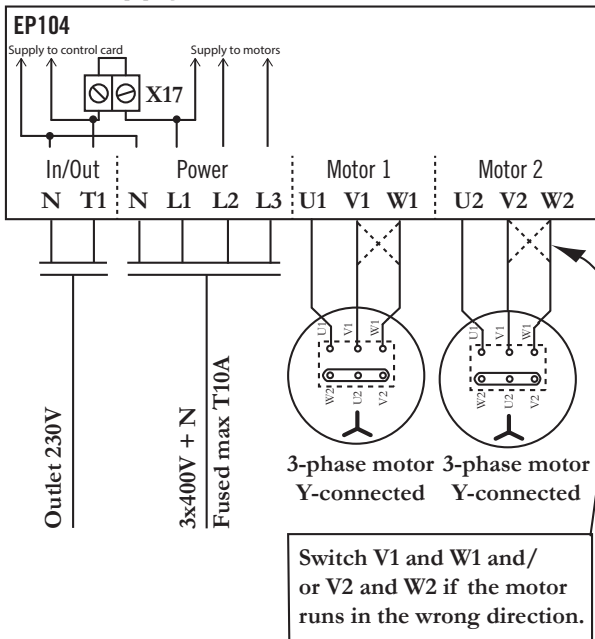 EP104
Supply to control card
Supply to motors
X17
In/Out
Power
Motor 1
Motor 2
N T1 N L1 L2 L3 U1 V1 W1 U2 V2 W2
U1 V1 W1
W2 U2 V2
U1 V1 W1
W2 U2 V2
Outlet 230V
3x400V + N
Fused max T10A
3-phase motor
Y-connected
3-phase motor
Y-connected
Switch V1 and W1 and/
or V2 and W2 if the motor
runs in the wrong direction.